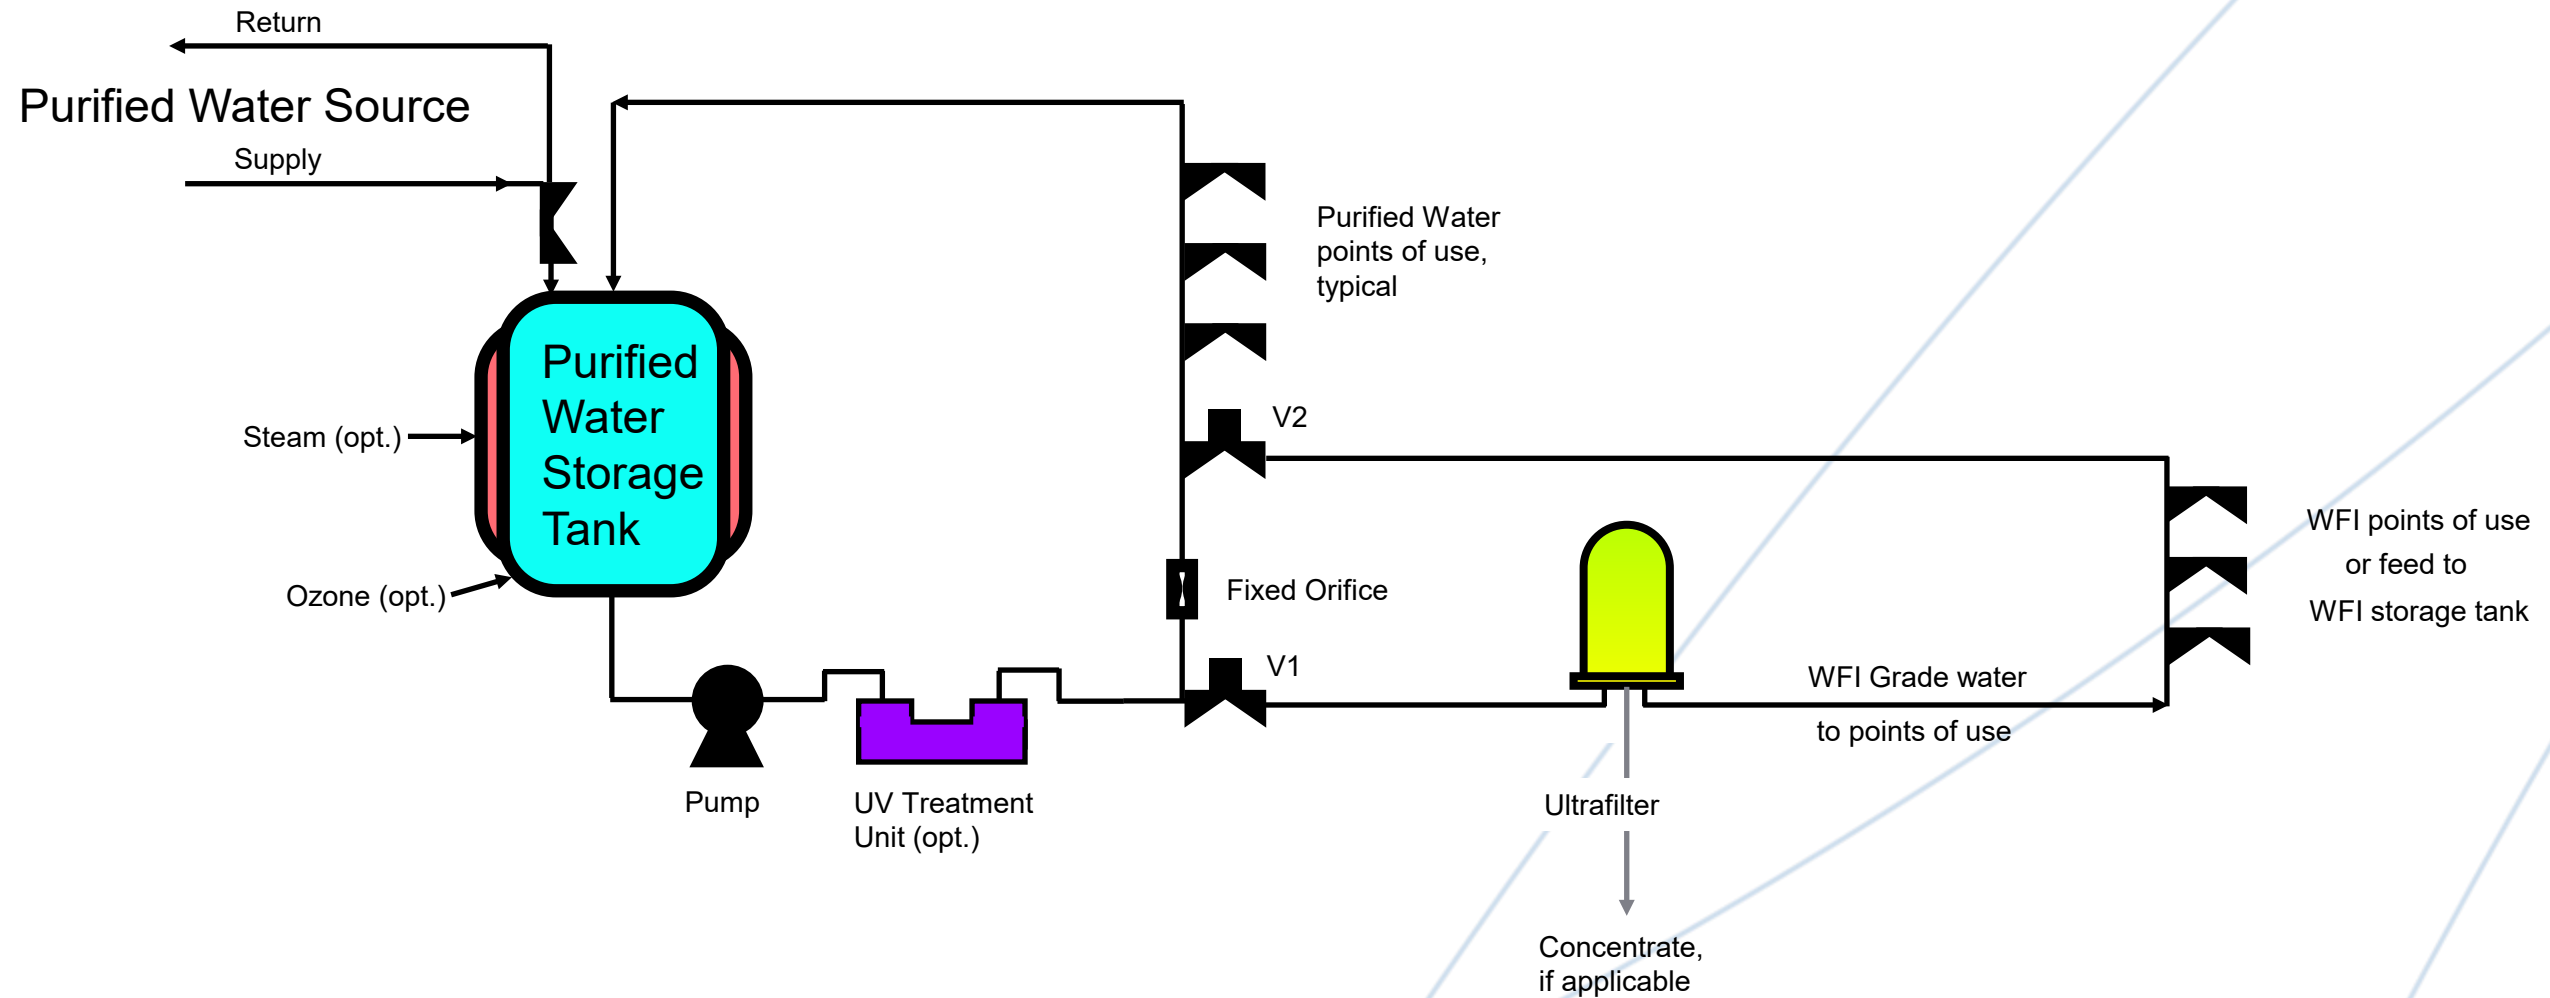 Return
Purified Water Source
Supply
Purified
Water
Storage
Tank
Steam (opt.)
Ozone (opt.)
Pump
UV Treatment
Unit (opt.)
Purified Water
points of use,
typical
V2
Fixed Orifice
V1
WFI Grade water
to points of use
Ultrafilter
Concentrate,
if applicable
WFI points of use
or feed to
WFI storage tank